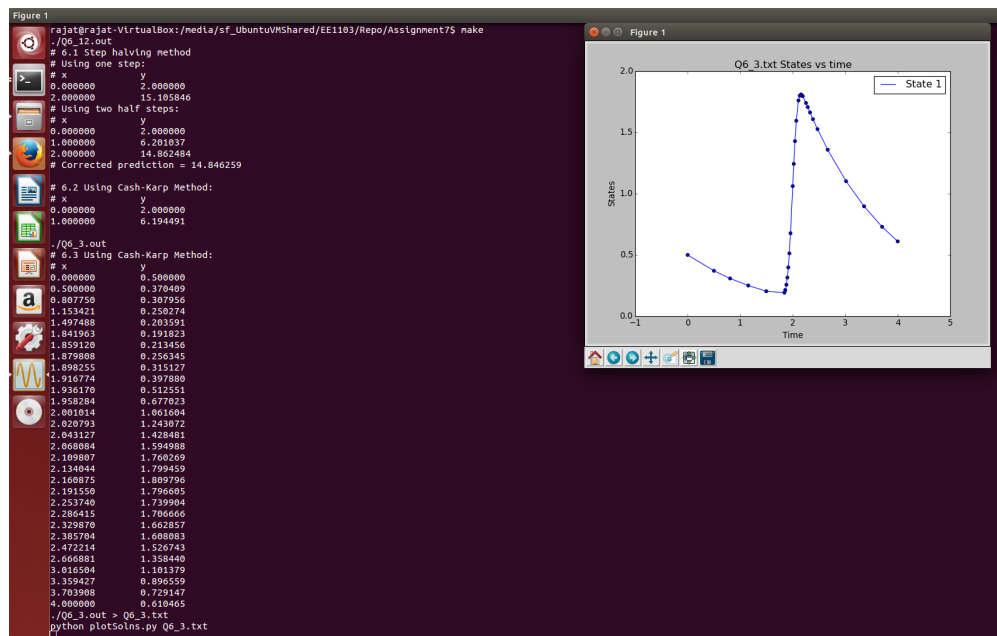 Figure 1
rajat@rajat-VirtualBox:/media/sf_UbuntuVMShared/EE1103/Repo/Assignment7$ make
./Q6_12.out
# 6.1 Step halving method
# Using one step:
# x y
0.000000 2.000000
2.000000 15.105846
# Using two half steps:
# x y
0.000000 2.000000
1.000000 6.201037
2.000000 14.862484
# Corrected prediction = 14.846259
# 6.2 Using Cash-Karp Method:
# x y
0.000000 2.000000
1.000000 6.194491
./Q6_3.out
# 6.3 Using Cash-Karp Method:
# x y
0.000000 0.500000
0.500000 0.370409
0.807750 0.307956
1.153421 0.250274
1.497488 0.203591
1.841963 0.191823
1.859120 0.213456
1.879808 0.256345
1.898255 0.315127
1.916774 0.397880
1.936170 0.512551
1.958284 0.677023
2.001014 1.061604
2.020793 1.243072
2.043127 1.428481
2.068084 1.594988
2.109807 1.760269
2.134044 1.799459
2.160875 1.809796
2.191550 1.796605
2.253740 1.739904
2.286415 1.706666
2.329870 1.662857
2.385704 1.608083
2.472214 1.526743
2.666881 1.358440
3.016504 1.101379
3.359427 0.896559
3.703908 0.729147
4.000000 0.610465
./Q6_3.out > Q6_3.txt
python plotSolns.py Q6_3.txt
Figure 1
Q6_3.txt States vs time
State 1
2.0
1.5
1.0
0.5
0.0
States
−1 0 1 2 3 4 5
Time
a